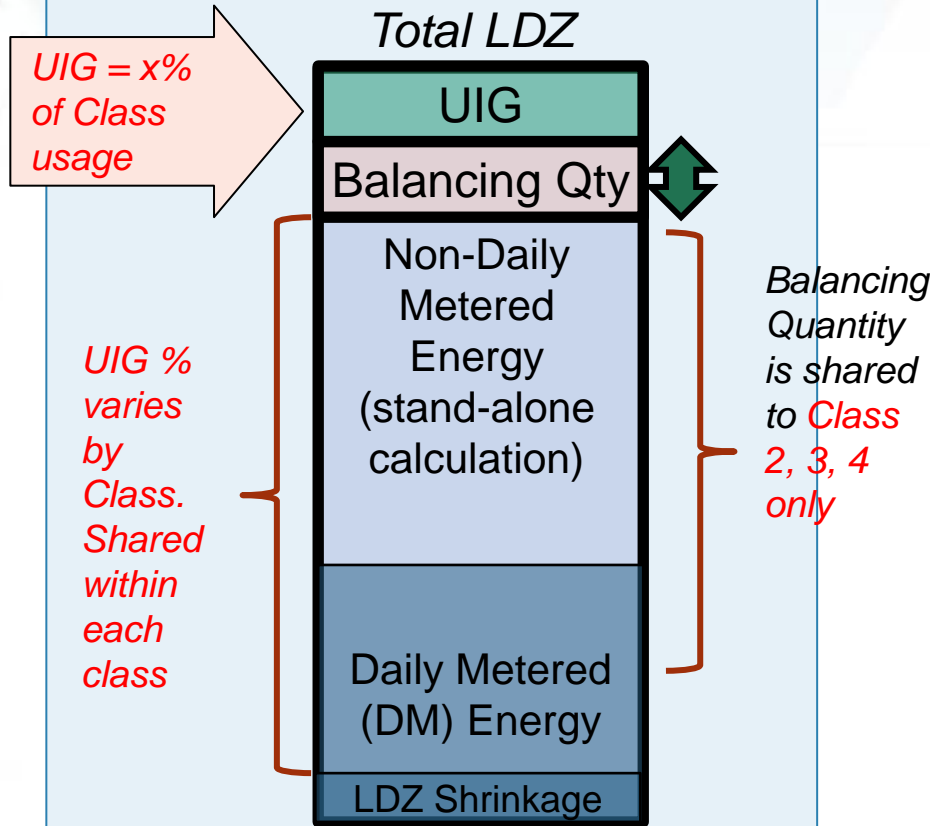 Total LDZ
UIG = x%
of Class
usage
UIG
Balancing Qty
Non-Daily
Metered
Energy
(stand-alone
calculation)
UIG %
varies
by
Class.
Shared
within
each
class
Balancing
Quantity
is shared
to Class
2, 3, 4
only
Daily Metered
(DM) Energy
LDZ Shrinkage